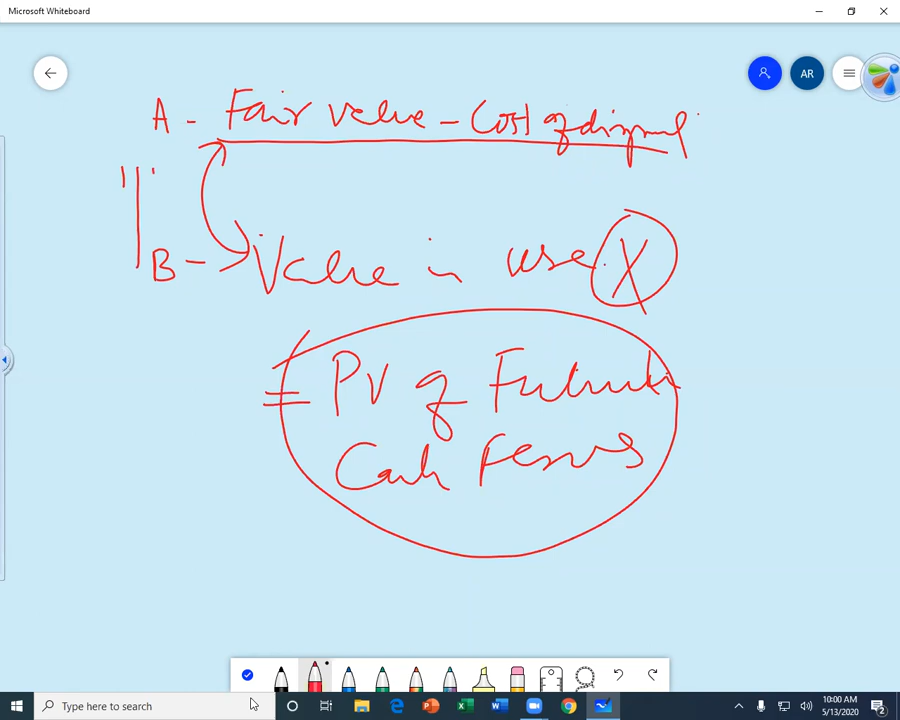 Microsoft Whiteboard
AR
A - Fair value - Cost of disposal
B - Value in use. X
= PV of Future
Cash flows
Type here to search
10:00 AM
5/13/2020
2